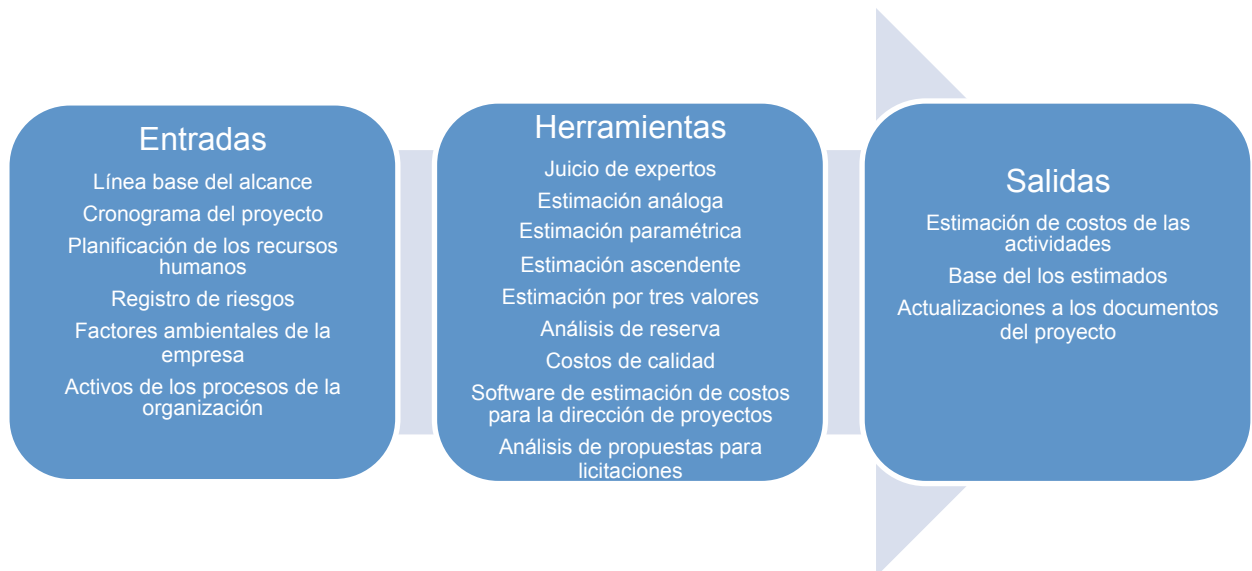 Entradas
Línea base del alcance
Cronograma del proyecto
Planificación de los recursos
humanos
Registro de riesgos
Factores ambientales de la
empresa
Activos de los procesos de la
organización
Herramientas
Juicio de expertos
Estimación análoga
Estimación paramétrica
Estimación ascendente
Estimación por tres valores
Análisis de reserva
Costos de calidad
Software de estimación de costos
para la dirección de proyectos
Análisis de propuestas para
licitaciones
Salidas
Estimación de costos de las
actividades
Base del los estimados
Actualizaciones a los documentos
del proyecto